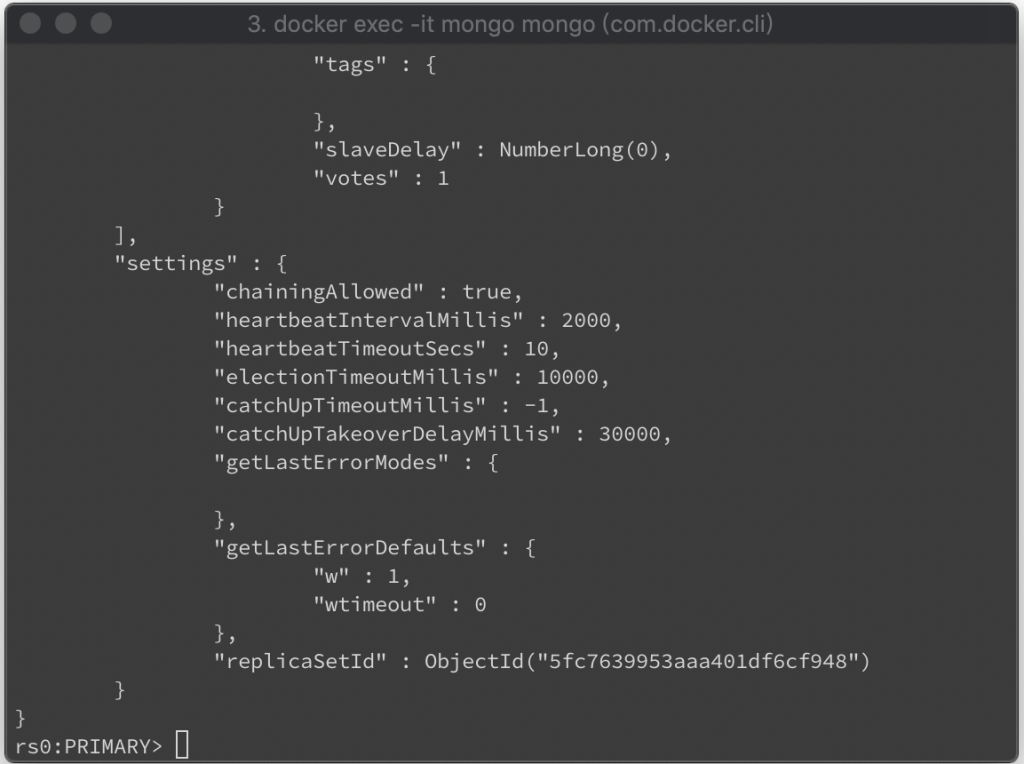 3. docker exec -it mongo mongo (com.docker.cli)
"tags" : {
},
"slaveDelay" : NumberLong(0),
"votes" : 1
}
],
"settings" : {
"chainingAllowed" : true,
"heartbeatIntervalMillis" : 2000,
"heartbeatTimeoutSecs" : 10,
"electionTimeoutMillis" : 10000,
"catchUpTimeoutMillis" : -1,
"catchUpTakeoverDelayMillis" : 30000,
"getLastErrorModes" : {
},
"getLastErrorDefaults" : {
"w" : 1,
"wtimeout" : 0
},
"replicaSetId" : ObjectId("5fc7639953aaa401df6cf948")
}
}
rs0:PRIMARY>